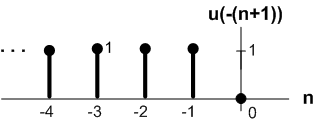 u(-(n+1))
... 1 1
n
-4 -3 -2 -1 0